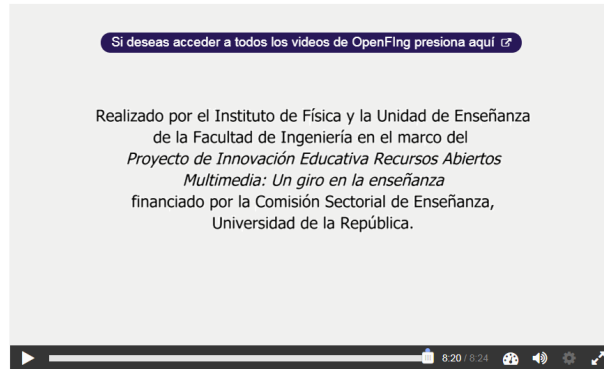 Si deseas acceder a todos los videos de OpenFIng presiona aquí
Realizado por el Instituto de Física y la Unidad de Enseñanza
de la Facultad de Ingeniería en el marco del
Proyecto de Innovación Educativa Recursos Abiertos
Multimedia: Un giro en la enseñanza
financiado por la Comisión Sectorial de Enseñanza,
Universidad de la República.
8:20 / 8:24